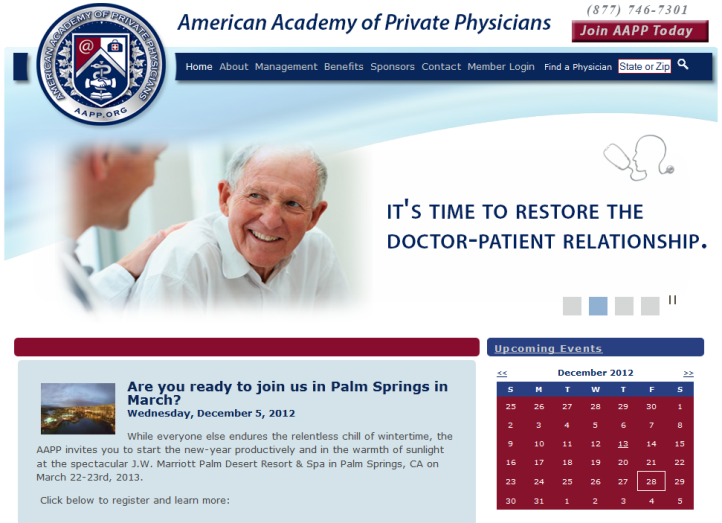 American Academy of Private Physicians
(877) 746-7301
Join AAPP Today
AMERICAN ACADEMY OF PRIVATE PHYSICIANS
@
AAPP.ORG
Home About Management Benefits Sponsors Contact Member Login Find a Physician State or Zip
IT'S TIME TO RESTORE THE
DOCTOR-PATIENT RELATIONSHIP.
Are you ready to join us in Palm Springs in
March?
Wednesday, December 5, 2012
While everyone else endures the relentless chill of wintertime, the
AAPP invites you to start the new-year productively and in the warmth of sunlight
at the spectacular J.W. Marriott Palm Desert Resort & Spa in Palm Springs, CA on
March 22-23rd, 2013.
Click below to register and learn more:
Upcoming Events
<< December 2012 >>
S M T W T F S
25 26 27 28 29 30 1
2 3 4 5 6 7 8
9 10 11 12 13 14 15
16 17 18 19 20 21 22
23 24 25 26 27 28 29
30 31 1 2 3 4 5